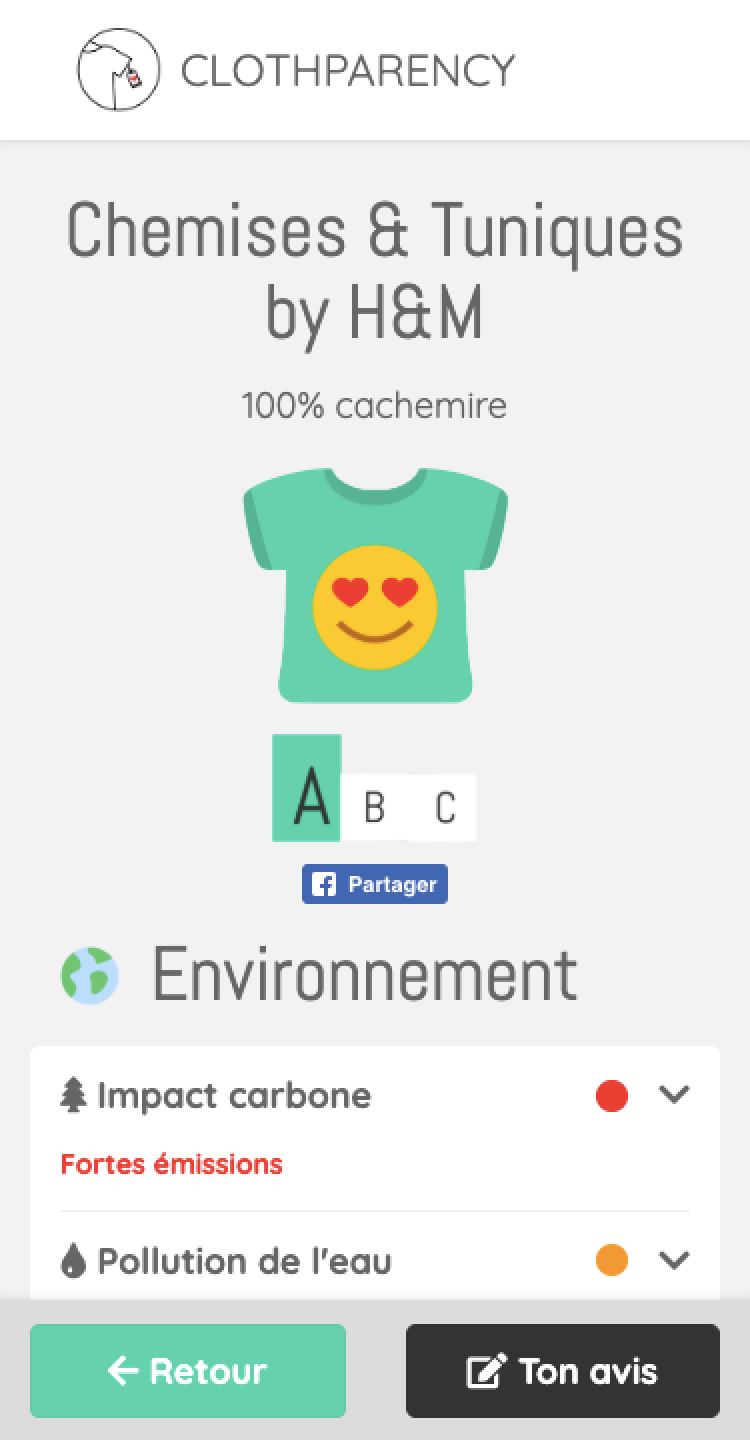 CLOTHPARENCY
Chemises & Tuniques
by H&M
100% cachemire
A B C
Partager
Environnement
Impact carbone
Fortes émissions
Pollution de l'eau
Retour
Ton avis